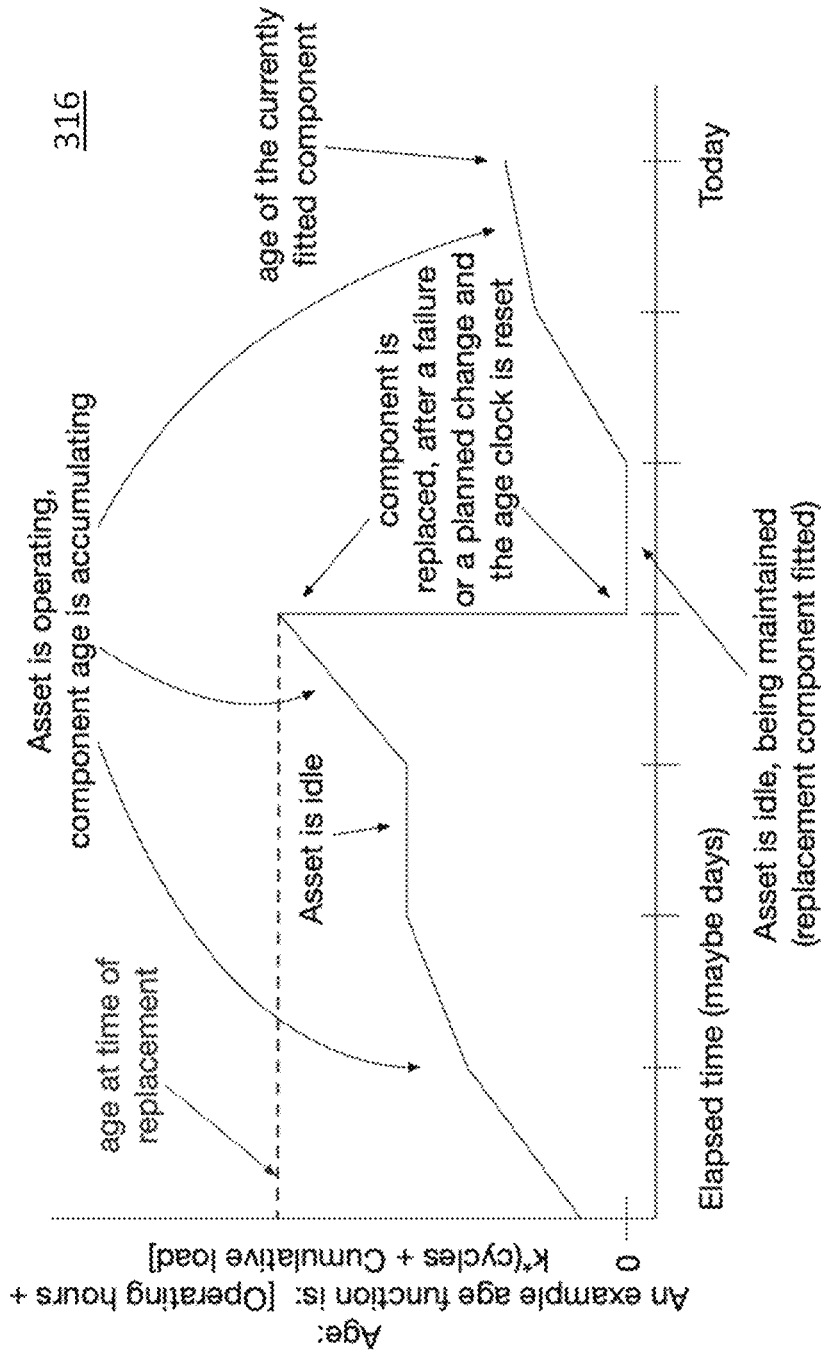 316
Asset is operating,
component age is accumulating
age at time of
replacement
age of the currently
fitted component
Asset is idle
component is
replaced, after a failure
or a planned change and
the age clock is reset
Age:
An example age function is: [Operating hours +
k*(cycles + Cumulative load]
0
Elapsed time (maybe days)
Today
Asset is idle, being maintained
(replacement component fitted)